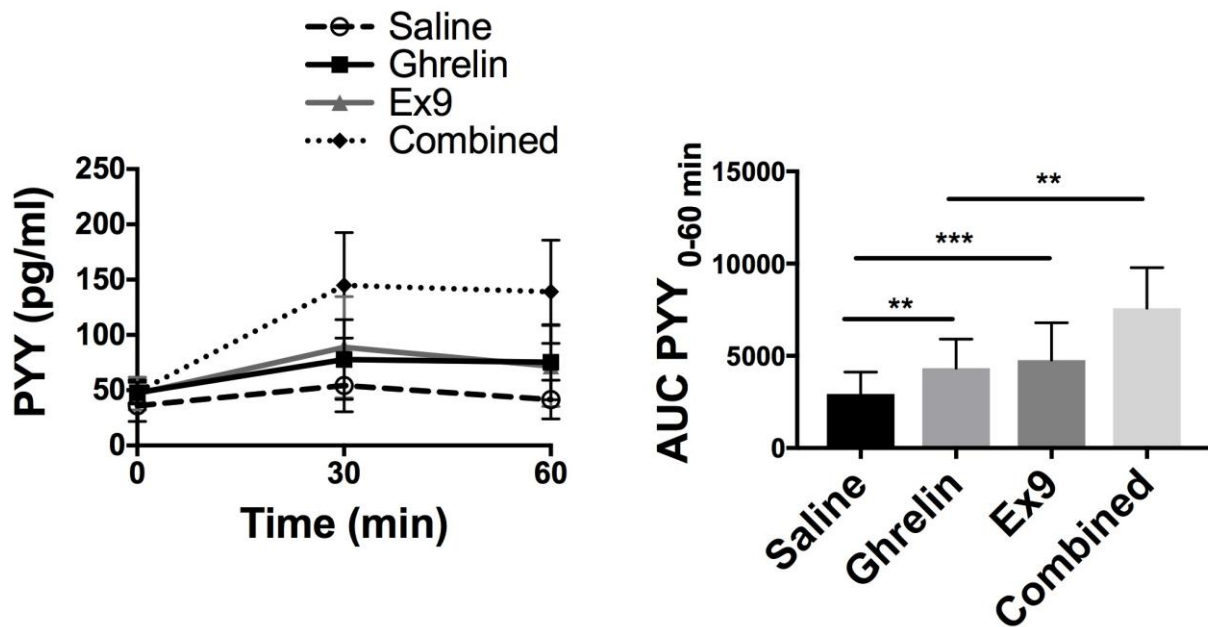 Saline
Ghrelin
Ex9
Combined
PYY (pg/ml)
250
200
150
100
50
0
0 30 60
Time (min)
AUC PYY 0-60 min
15000
10000
5000
0
**
***
**
Saline
Ghrelin
Ex9
Combined